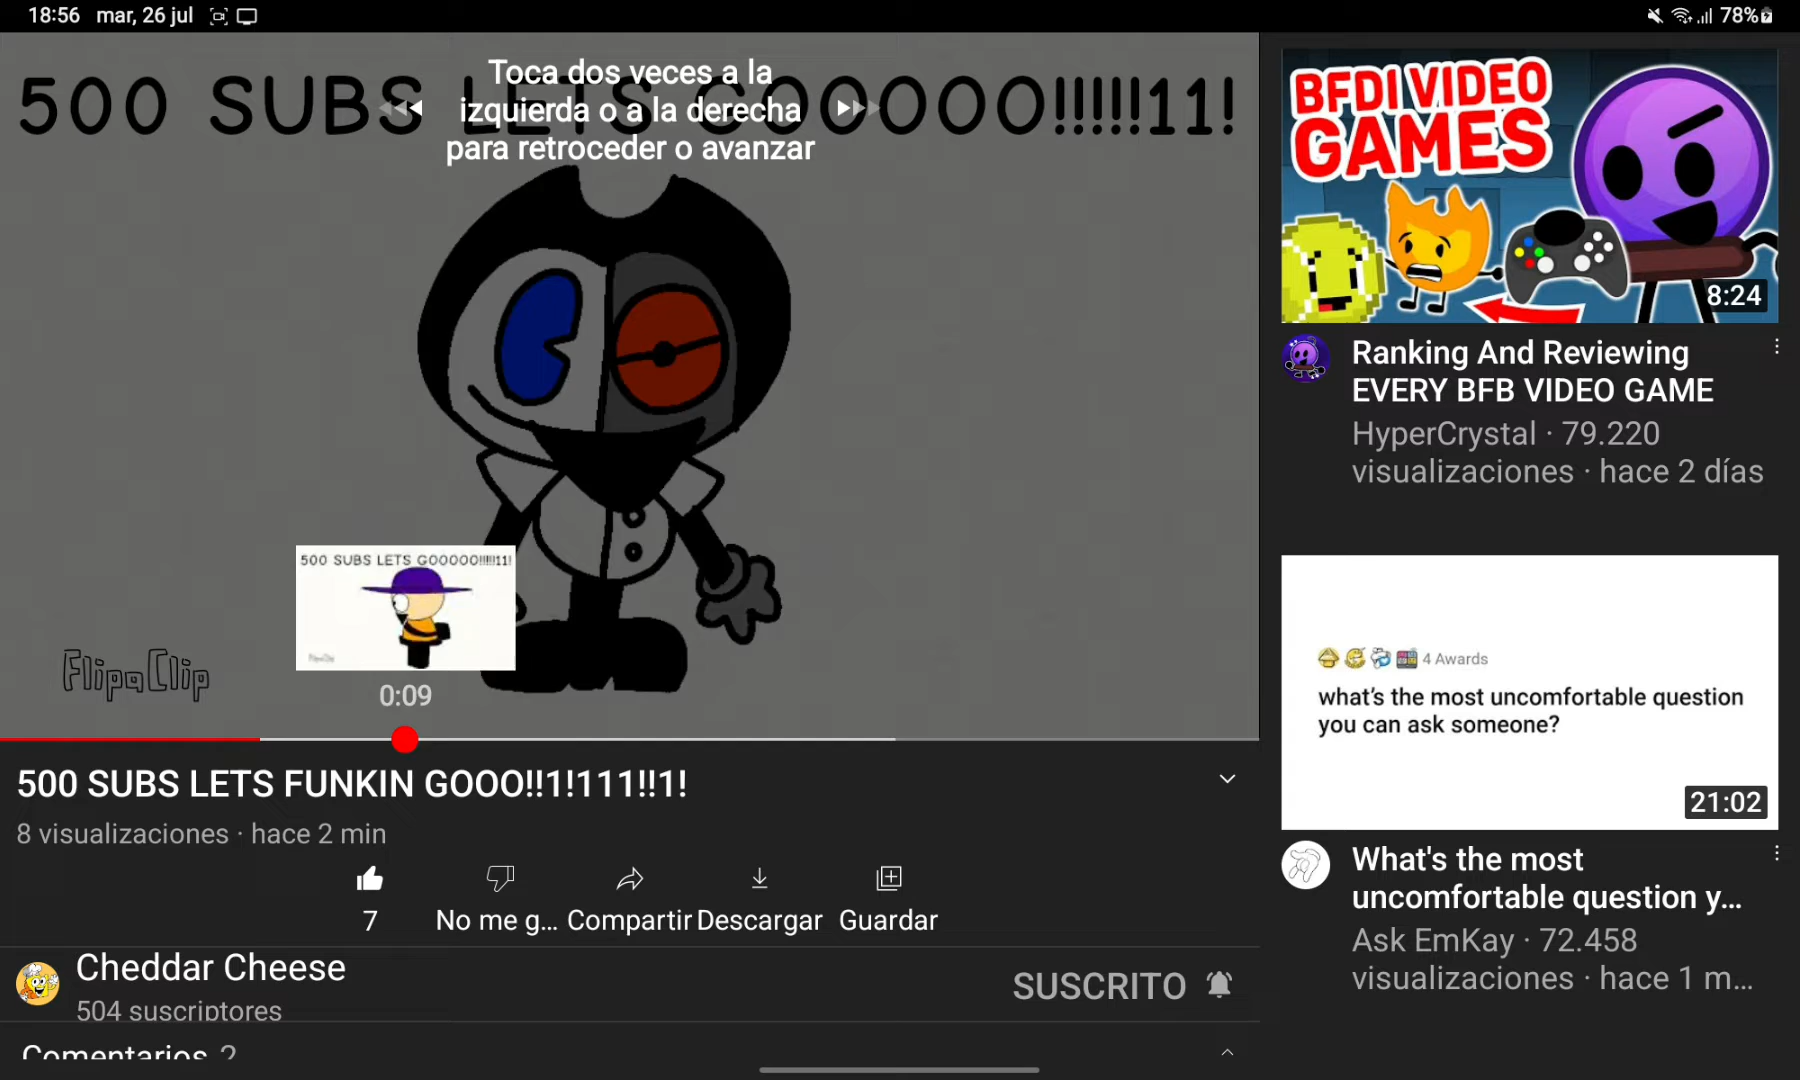 18:56 mar, 26 jul
78%
500 SUBS LETS GOOOOO!!!!!11!
Toca dos veces a la
izquierda o a la derecha
para retroceder o avanzar
500 SUBS LETS GOOOOO!!!!!11!
FlipaClip
FlipaClip
0:09
500 SUBS LETS FUNKIN GOOO!!1!111!!1!
8 visualizaciones · hace 2 min
7
No me g...
Compartir
Descargar
Guardar
Cheddar Cheese
504 suscriptores
SUSCRITO
Comentarios 2
BFDI VIDEO
GAMES
8:24
Ranking And Reviewing
EVERY BFB VIDEO GAME
HyperCrystal · 79.220
visualizaciones · hace 2 días
4 Awards
what's the most uncomfortable question
you can ask someone?
21:02
What's the most
uncomfortable question y...
Ask EmKay · 72.458
visualizaciones · hace 1 m...